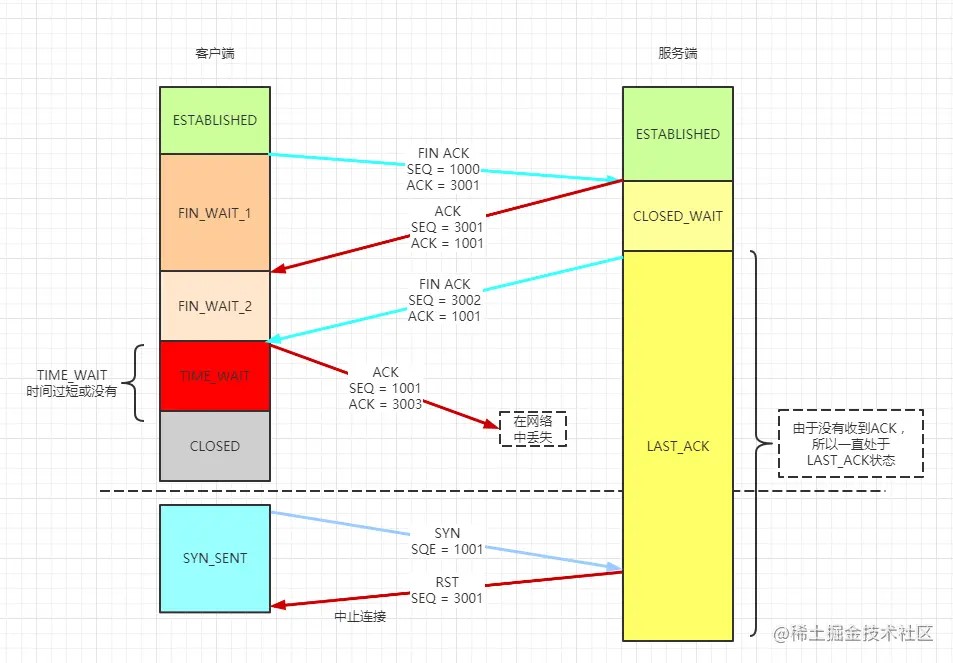 客户端
服务端
ESTABLISHED
ESTABLISHED
FIN ACK
SEQ = 1000
ACK = 3001
FIN_WAIT_1
CLOSED_WAIT
ACK
SEQ = 3001
ACK = 1001
FIN_WAIT_2
FIN ACK
SEQ = 3002
ACK = 1001
TIME_WAIT
时间过短或没有
TIME_WAIT
ACK
SEQ = 1001
ACK = 3003
在网络
中丢失
CLOSED
LAST_ACK
由于没有收到ACK，
所以一直处于
LAST_ACK状态
SYN_SENT
SYN
SQE = 1001
RST
SEQ = 3001
中止连接
@稀土掘金技术社区